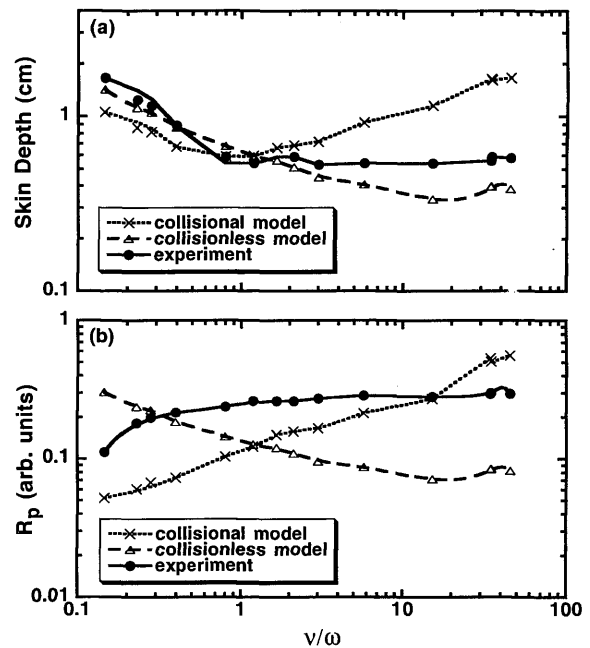 (a)
Skin Depth (cm)
1
0.1
collisional model
collisionless model
experiment
(b)
R_p (arb. units)
1
0.1
0.01
collisional model
collisionless model
experiment
0.1 1 10 100
ν/ω